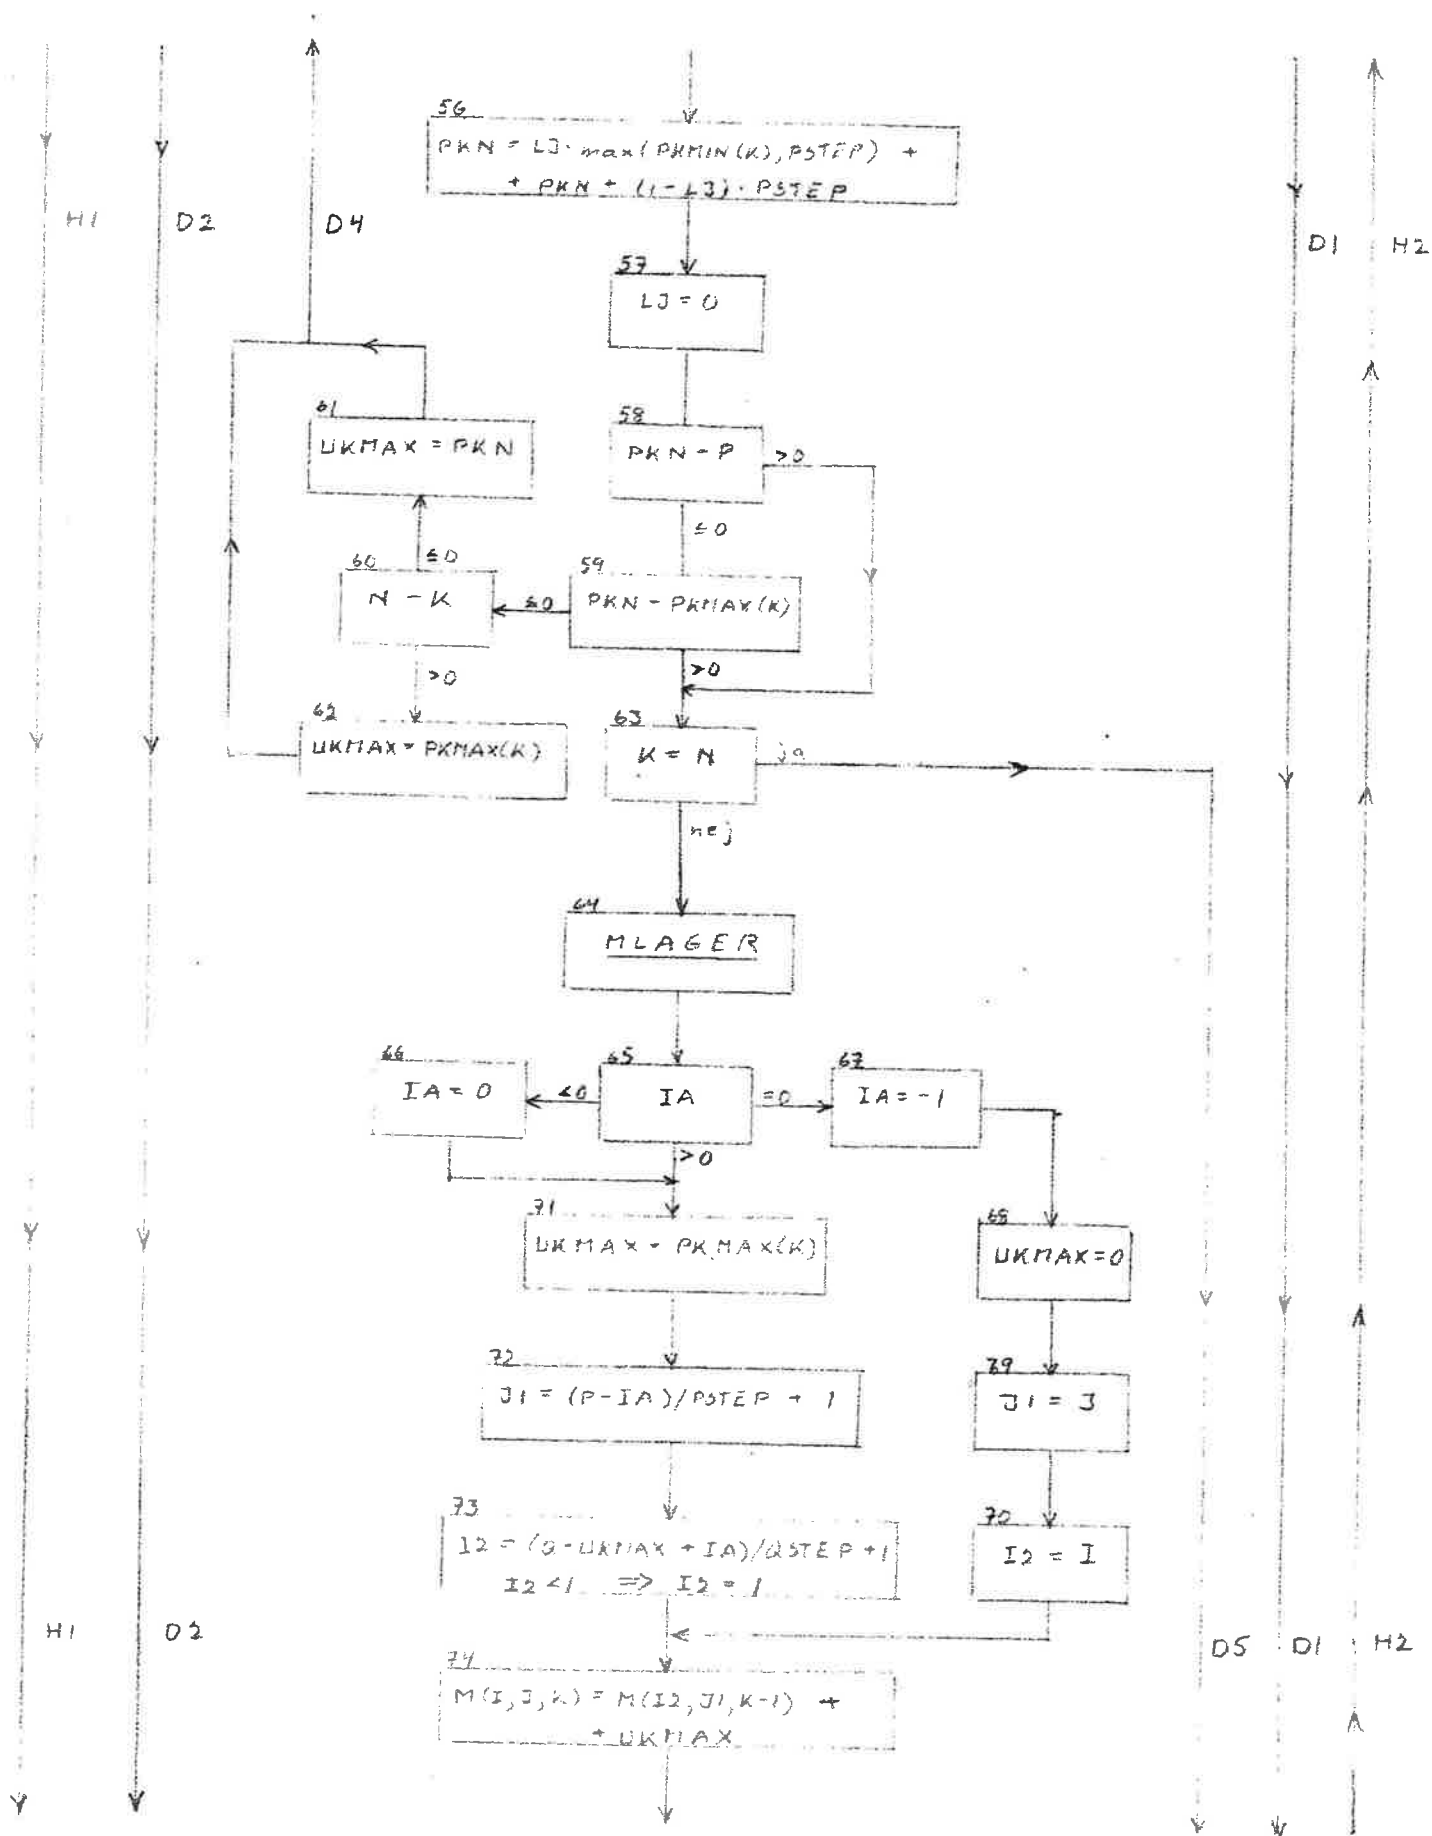 56
PKN = LJ · max(PKMIN(K), PSTEP) +
+ PKN + (1-LJ) · PSTEP
H1
D2
D4
D1
H2
57
LJ = 0
61
UKMAX = PKN
58
PKN - P
>0
≤0
60
≤0
N - K
≤0
59
PKN - PKMAX(K)
>0
>0
62
UKMAX = PKMAX(K)
63
K = N
ja
nej
64
MLAGER
66
IA = 0
<0
65
IA
=0
67
IA = -1
>0
71
UKMAX = PKMAX(K)
68
UKMAX = 0
72
J1 = (P-IA)/PSTEP + 1
69
J1 = J
73
I2 = (Q-UKMAX + IA)/QSTEP + 1
I2 < 1 => I2 = 1
70
I2 = I
H1
D2
D5
D1
H2
74
M(I,J,K) = M(I2,J1,K-1) +
+ UKMAX